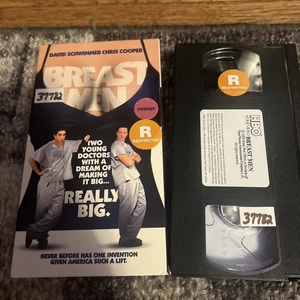 DAVID SCHWIMMER CHRIS COOPER
BREAST
MEN
37782
COMEDY
R
RESTRICTED
TWO
YOUNG
DOCTORS
WITH A
DREAM OF
MAKING
IT BIG...
REALLY
BIG.
NEVER BEFORE HAS ONE INVENTION
GIVEN AMERICA SUCH A LIFT.
R
RESTRICTED
HBO
BREAST MEN
37782